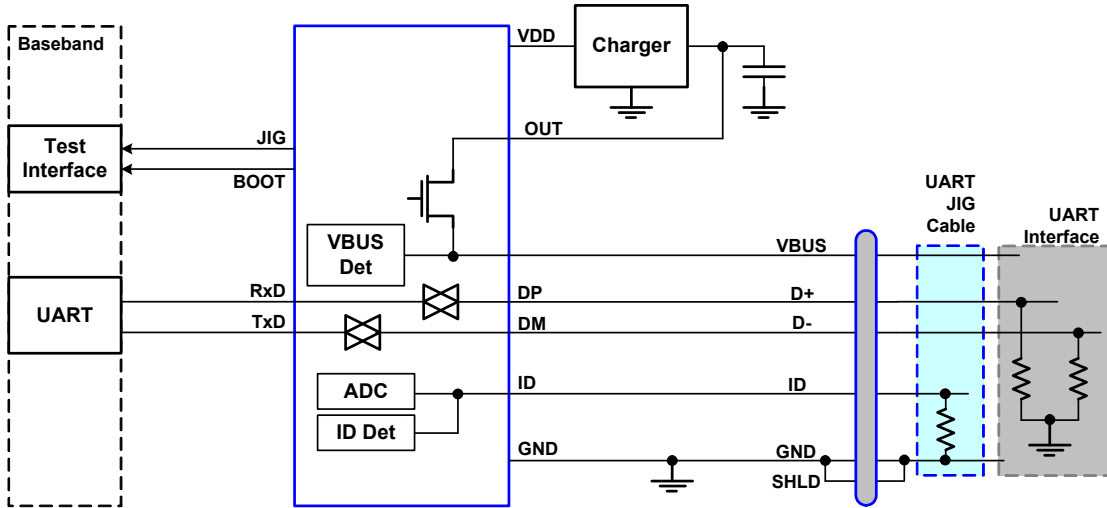 Baseband
VDD
Charger
OUT
Test
Interface
JIG
BOOT
UART
JIG
Cable
UART
Interface
VBUS
Det
VBUS
UART
RxD
DP
D+
TxD
DM
D-
ADC
ID
ID
ID Det
GND
GND
SHLD